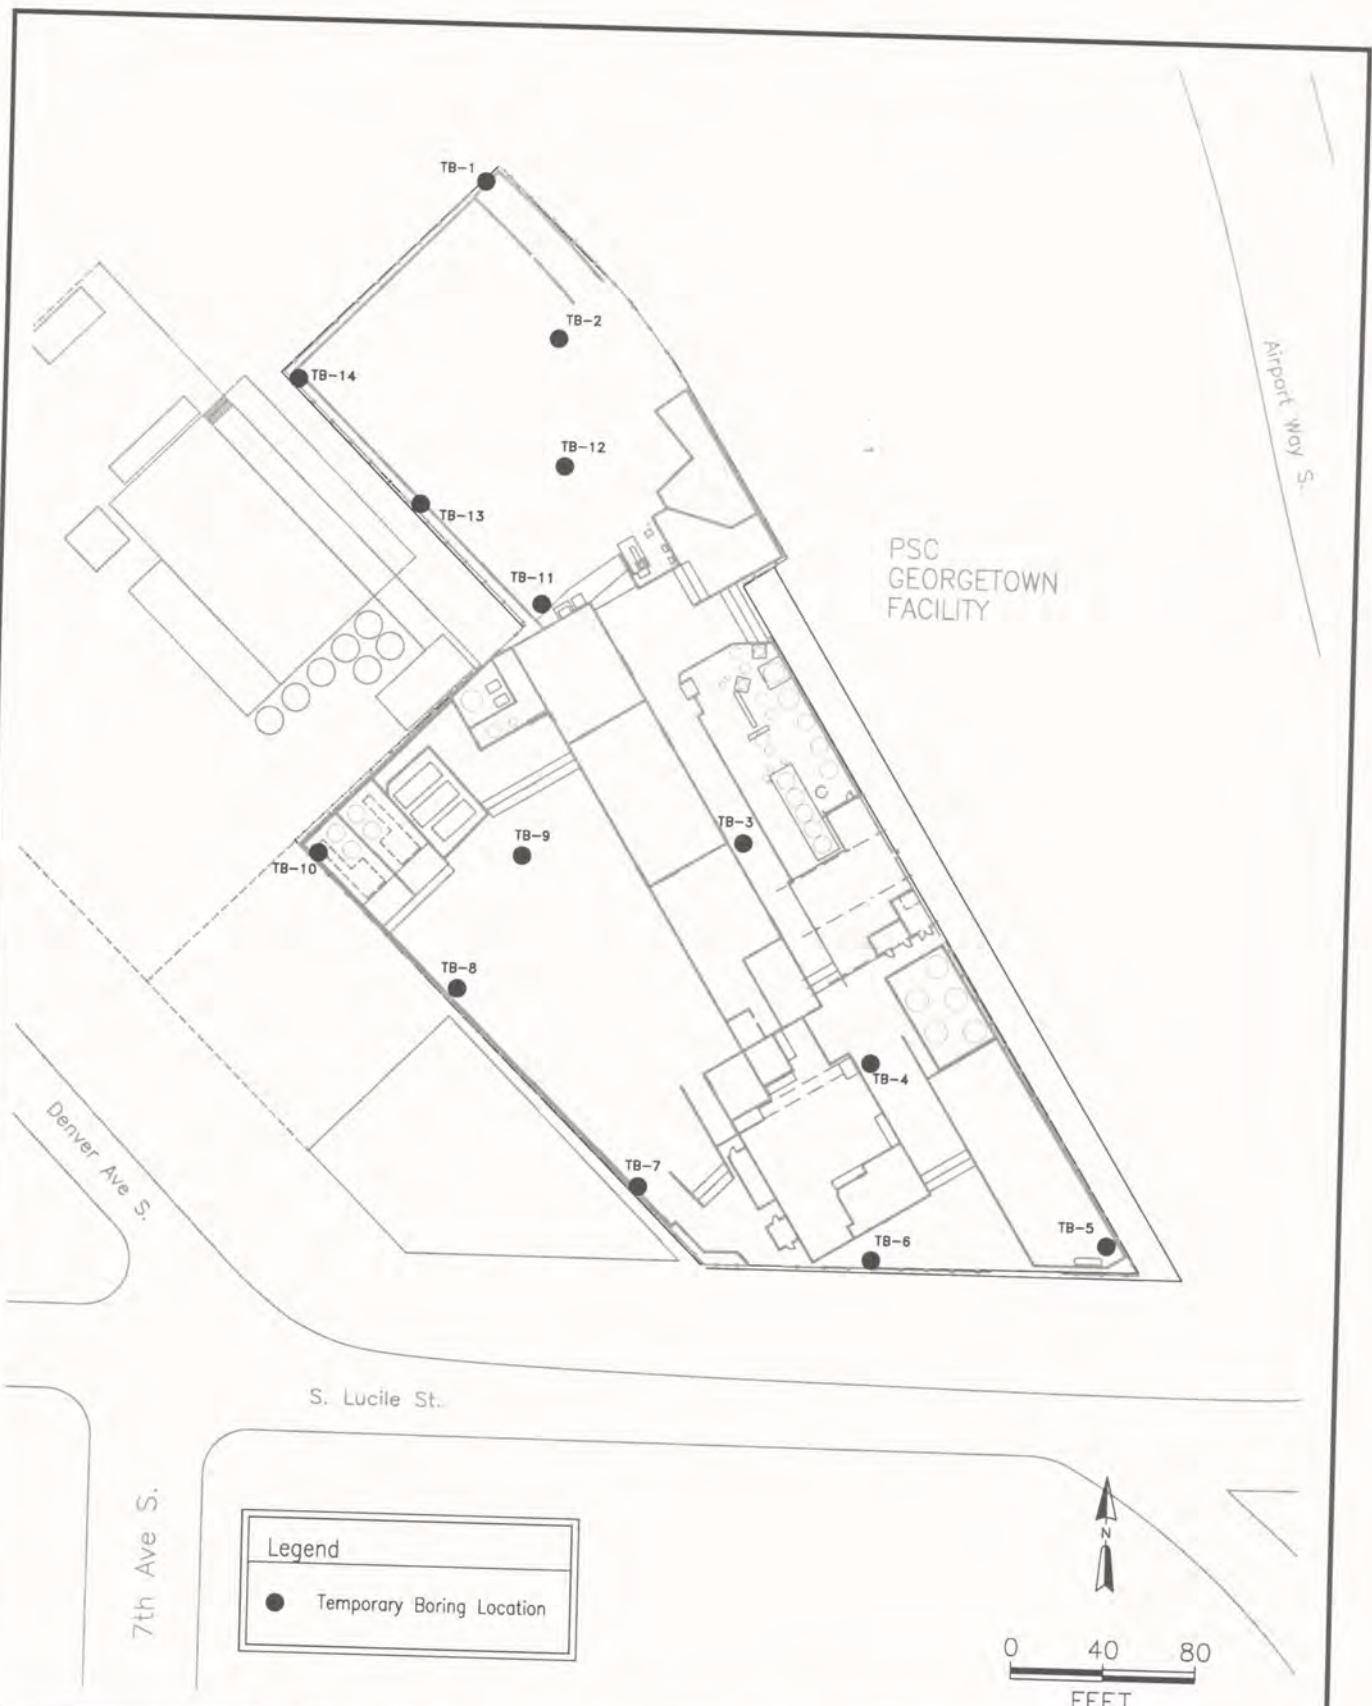 TB-1
TB-2
TB-14
TB-12
TB-13
TB-11
TB-3
TB-9
TB-10
TB-8
TB-4
TB-7
TB-6
TB-5
Airport Way S.
PSC
GEORGETOWN
FACILITY
Denver Ave S.
S. Lucile St.
7th Ave S.
Legend
Temporary Boring Location
N
0 40 80
FEET